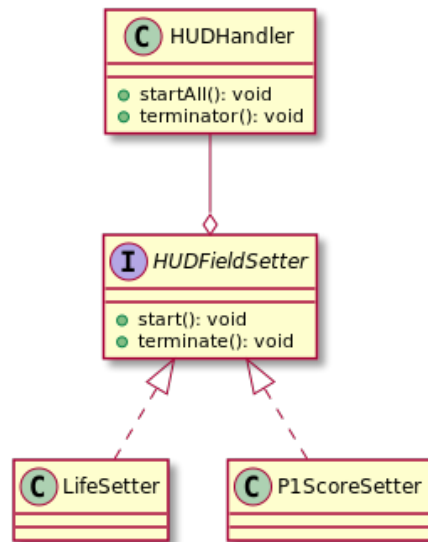 C HUDHandler
startAll(): void
terminator(): void
I HUDFieldSetter
start(): void
terminate(): void
C LifeSetter
C P1ScoreSetter